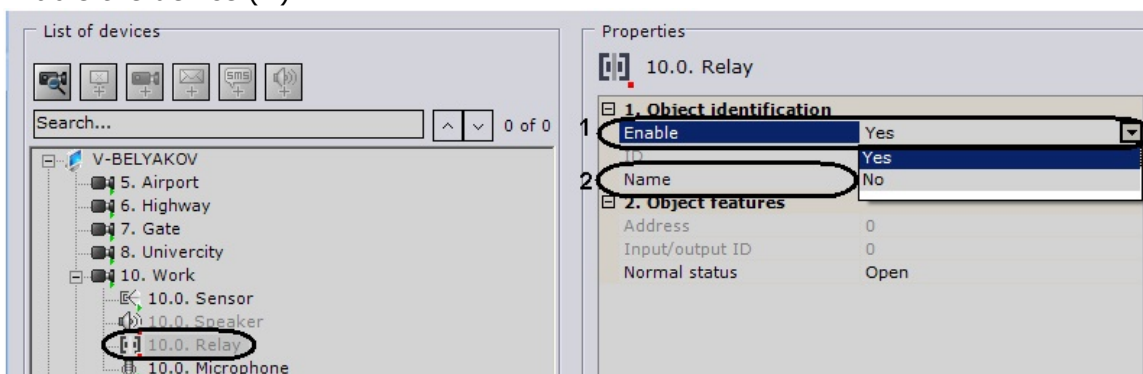 List of devices
sms
Search...
0 of 0
V-BELYAKOV
5. Airport
6. Highway
7. Gate
8. Univercity
10. Work
10.0. Sensor
10.0. Speaker
10.0. Relay
10.0. Microphone
Properties
10.0. Relay
1. Object identification
1
Enable Yes
ID Yes
2
Name No
2. Object features
Address 0
Input/output ID 0
Normal status Open